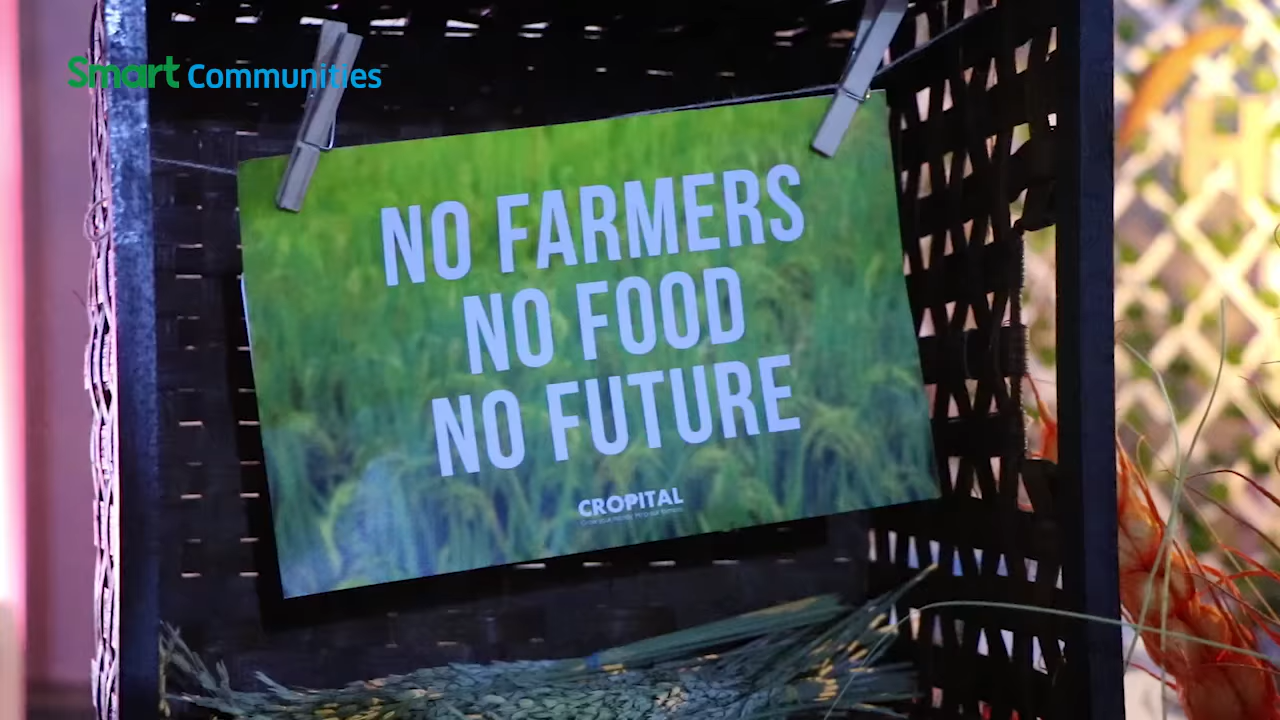 Smart Communities
NO FARMERS
NO FOOD
NO FUTURE
CROPITAL